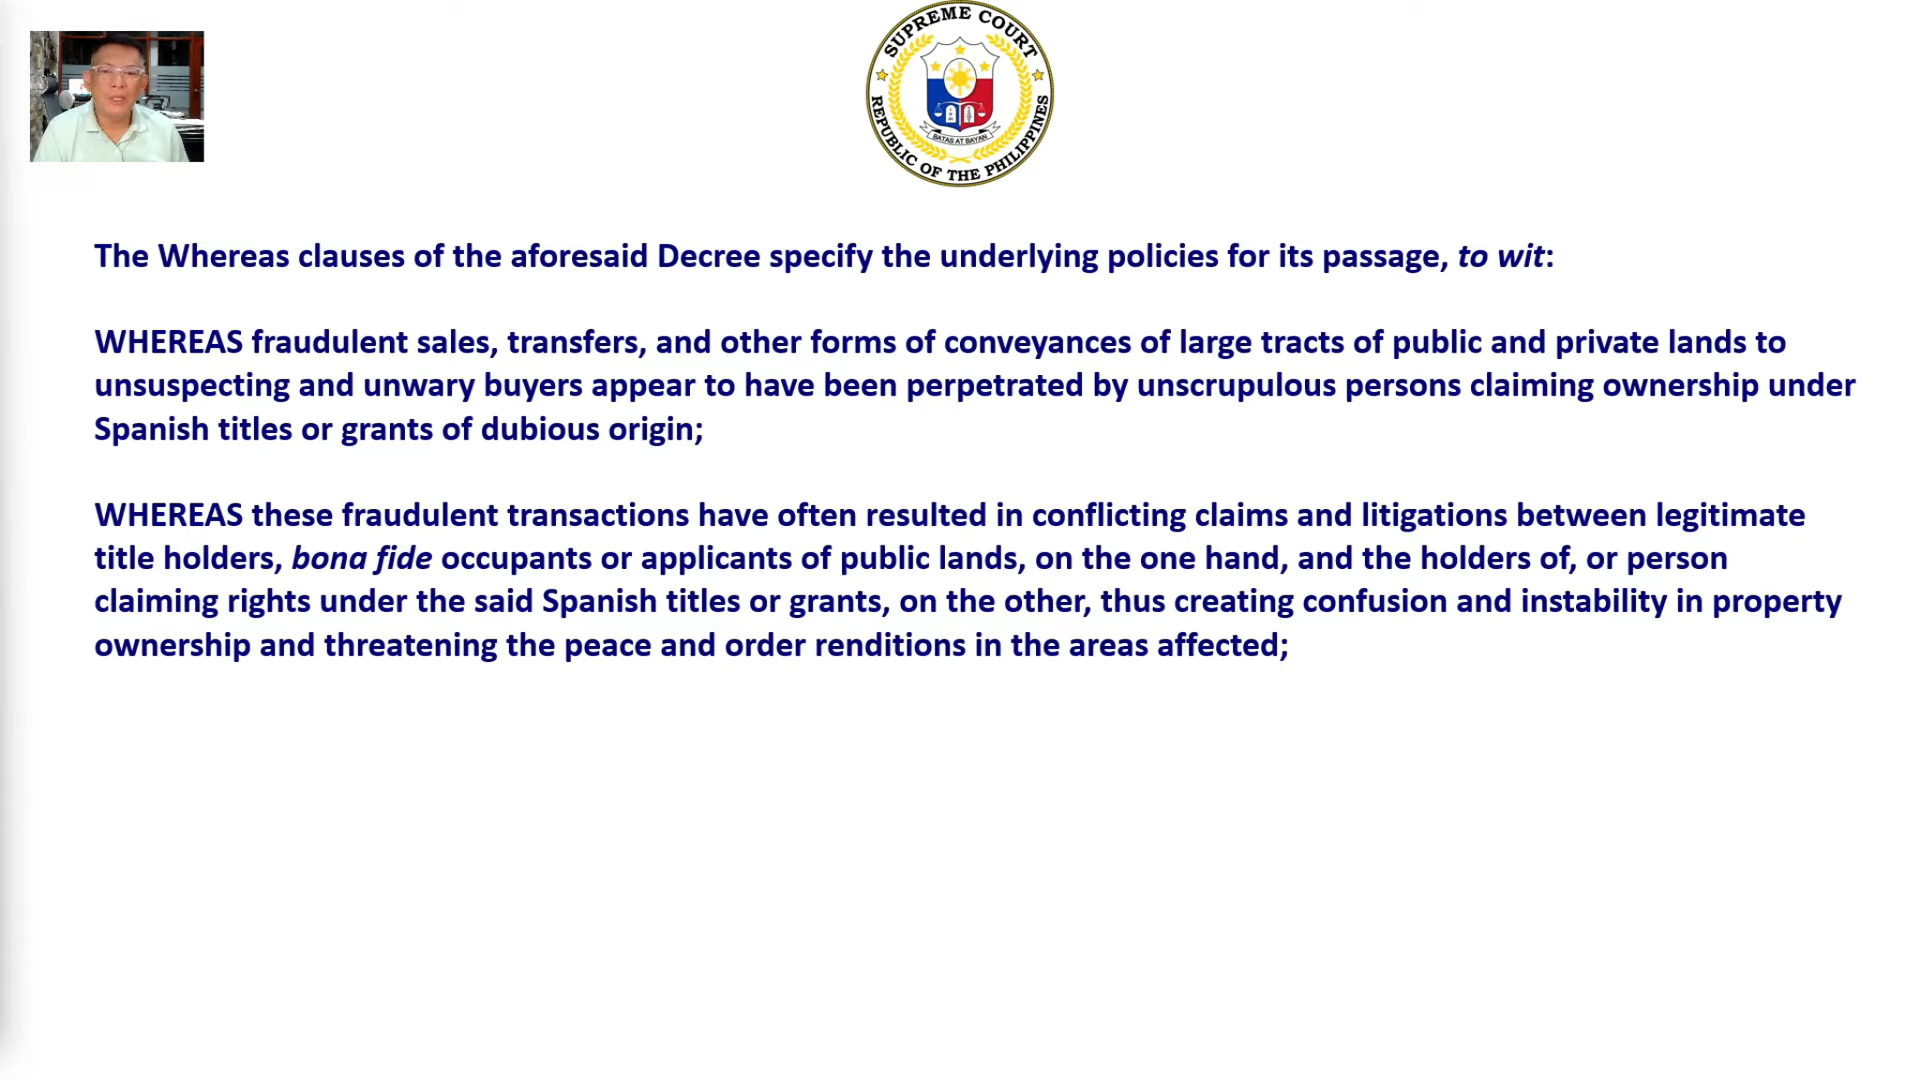 SUPREME COURT
REPUBLIC OF THE PHILIPPINES
BATAS AT BAYAN
The Whereas clauses of the aforesaid Decree specify the underlying policies for its passage, to wit:
WHEREAS fraudulent sales, transfers, and other forms of conveyances of large tracts of public and private lands to
unsuspecting and unwary buyers appear to have been perpetrated by unscrupulous persons claiming ownership under
Spanish titles or grants of dubious origin;
WHEREAS these fraudulent transactions have often resulted in conflicting claims and litigations between legitimate
title holders, bona fide occupants or applicants of public lands, on the one hand, and the holders of, or person
claiming rights under the said Spanish titles or grants, on the other, thus creating confusion and instability in property
ownership and threatening the peace and order renditions in the areas affected;